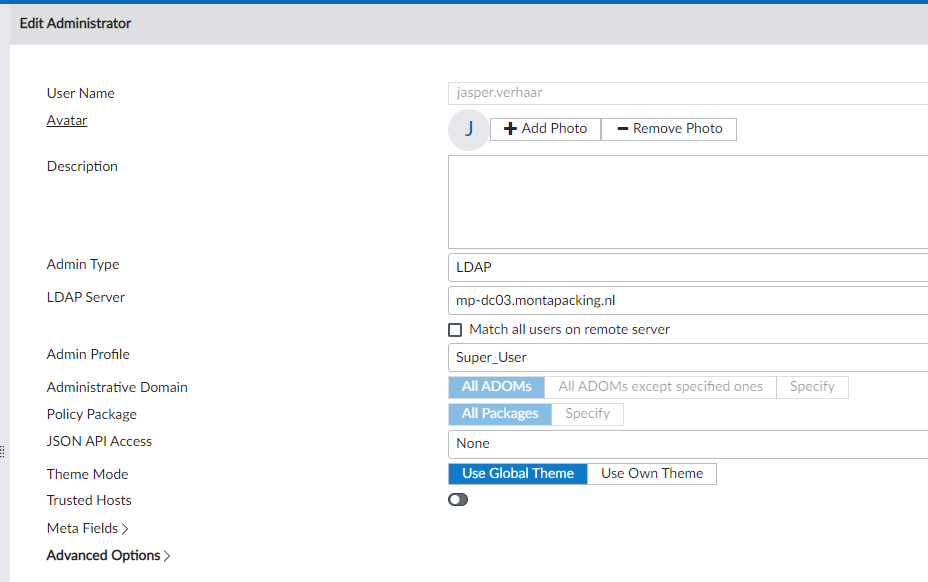 Edit Administrator
User Name jasper.verhaar
Avatar J + Add Photo − Remove Photo
Description
Admin Type LDAP
LDAP Server mp-dc03.montapacking.nl
Match all users on remote server
Admin Profile Super_User
Administrative Domain All ADOMs All ADOMs except specified ones Specify
Policy Package All Packages Specify
JSON API Access None
Theme Mode Use Global Theme Use Own Theme
Trusted Hosts
Meta Fields >
Advanced Options >